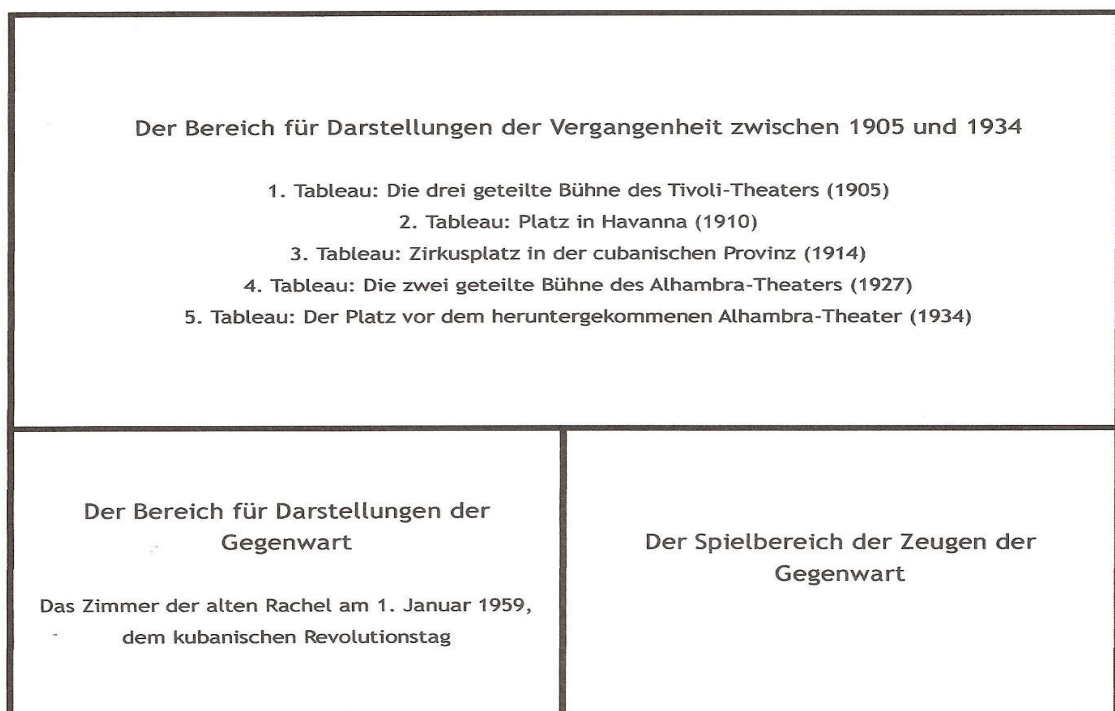 Der Bereich für Darstellungen der Vergangenheit zwischen 1905 und 1934
1. Tableau: Die drei geteilte Bühne des Tivoli-Theaters (1905)
2. Tableau: Platz in Havanna (1910)
3. Tableau: Zirkusplatz in der cubanischen Provinz (1914)
4. Tableau: Die zwei geteilte Bühne des Alhambra-Theaters (1927)
5. Tableau: Der Platz vor dem heruntergekommenen Alhambra-Theater (1934)
Der Bereich für Darstellungen der
Gegenwart
Das Zimmer der alten Rachel am 1. Januar 1959,
dem kubanischen Revolutionstag
Der Spielbereich der Zeugen der
Gegenwart